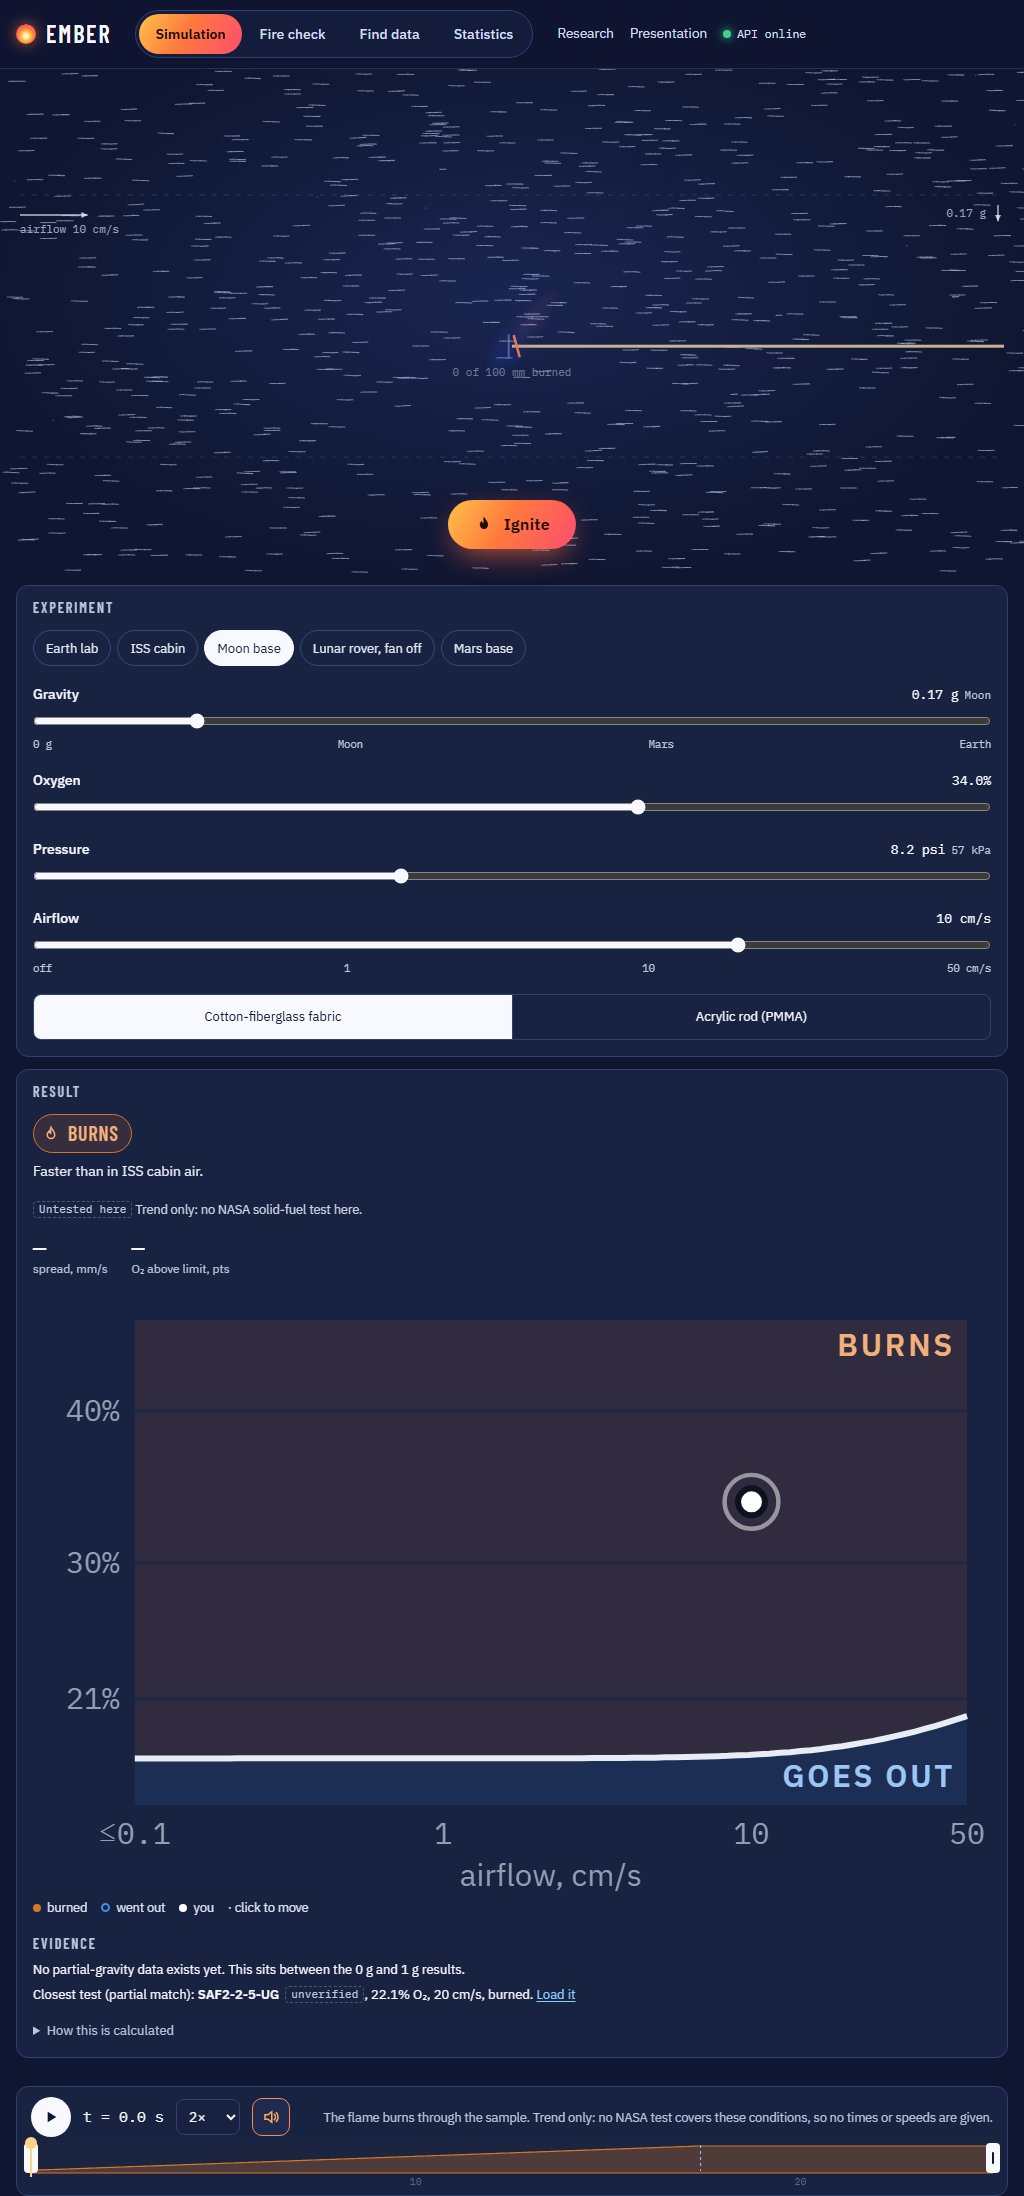 EMBER Simulation Fire check Find data Statistics Research Presentation API online
airflow 10 cm/s
0.17 g
0 of 100 mm burned
Ignite
EXPERIMENT
Earth lab ISS cabin Moon base Lunar rover, fan off Mars base
Gravity 0.17 g Moon
0 g Moon Mars Earth
Oxygen 34.0%
Pressure 8.2 psi 57 kPa
Airflow 10 cm/s
off 1 10 50 cm/s
Cotton-fiberglass fabric Acrylic rod (PMMA)
RESULT
BURNS
Faster than in ISS cabin air.
Untested here Trend only: no NASA solid-fuel test here.
— —
spread, mm/s O₂ above limit, pts
BURNS
40%
30%
21%
GOES OUT
≤0.1 1 10 50
airflow, cm/s
burned went out you · click to move
EVIDENCE
No partial-gravity data exists yet. This sits between the 0 g and 1 g results.
Closest test (partial match): SAF2-2-5-UG unverified, 22.1% O₂, 20 cm/s, burned. Load it
How this is calculated
t = 0.0 s 2× The flame burns through the sample. Trend only: no NASA test covers these conditions, so no times or speeds are given.
10 20